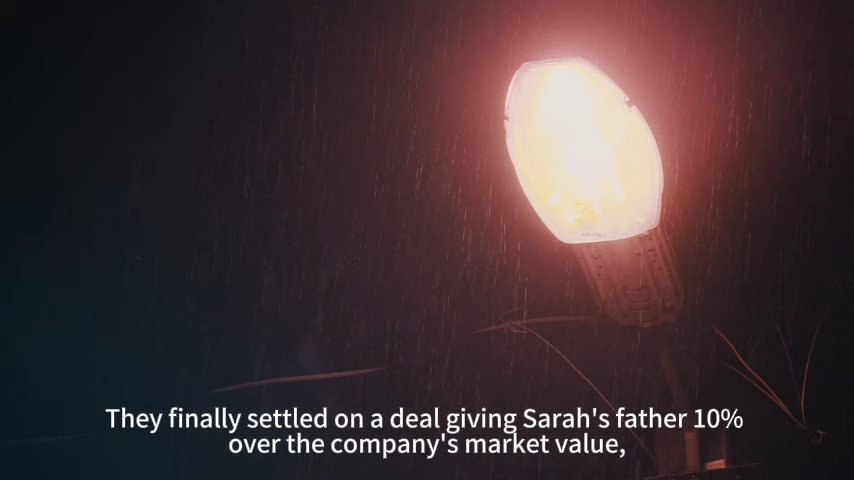 They finally settled on a deal giving Sarah's father 10%
over the company's market value,